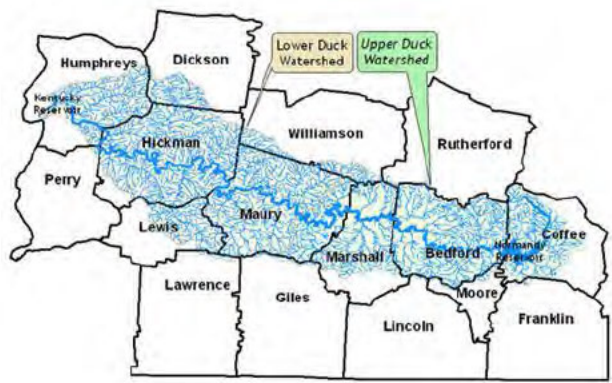 Humphreys
Dickson
Lower Duck
Watershed
Upper Duck
Watershed
Kentucky
Reservoir
Hickman
Williamson
Rutherford
Perry
Lewis
Maury
Marshall
Bedford
Normandy
Reservoir
Coffee
Lawrence
Giles
Moore
Lincoln
Franklin